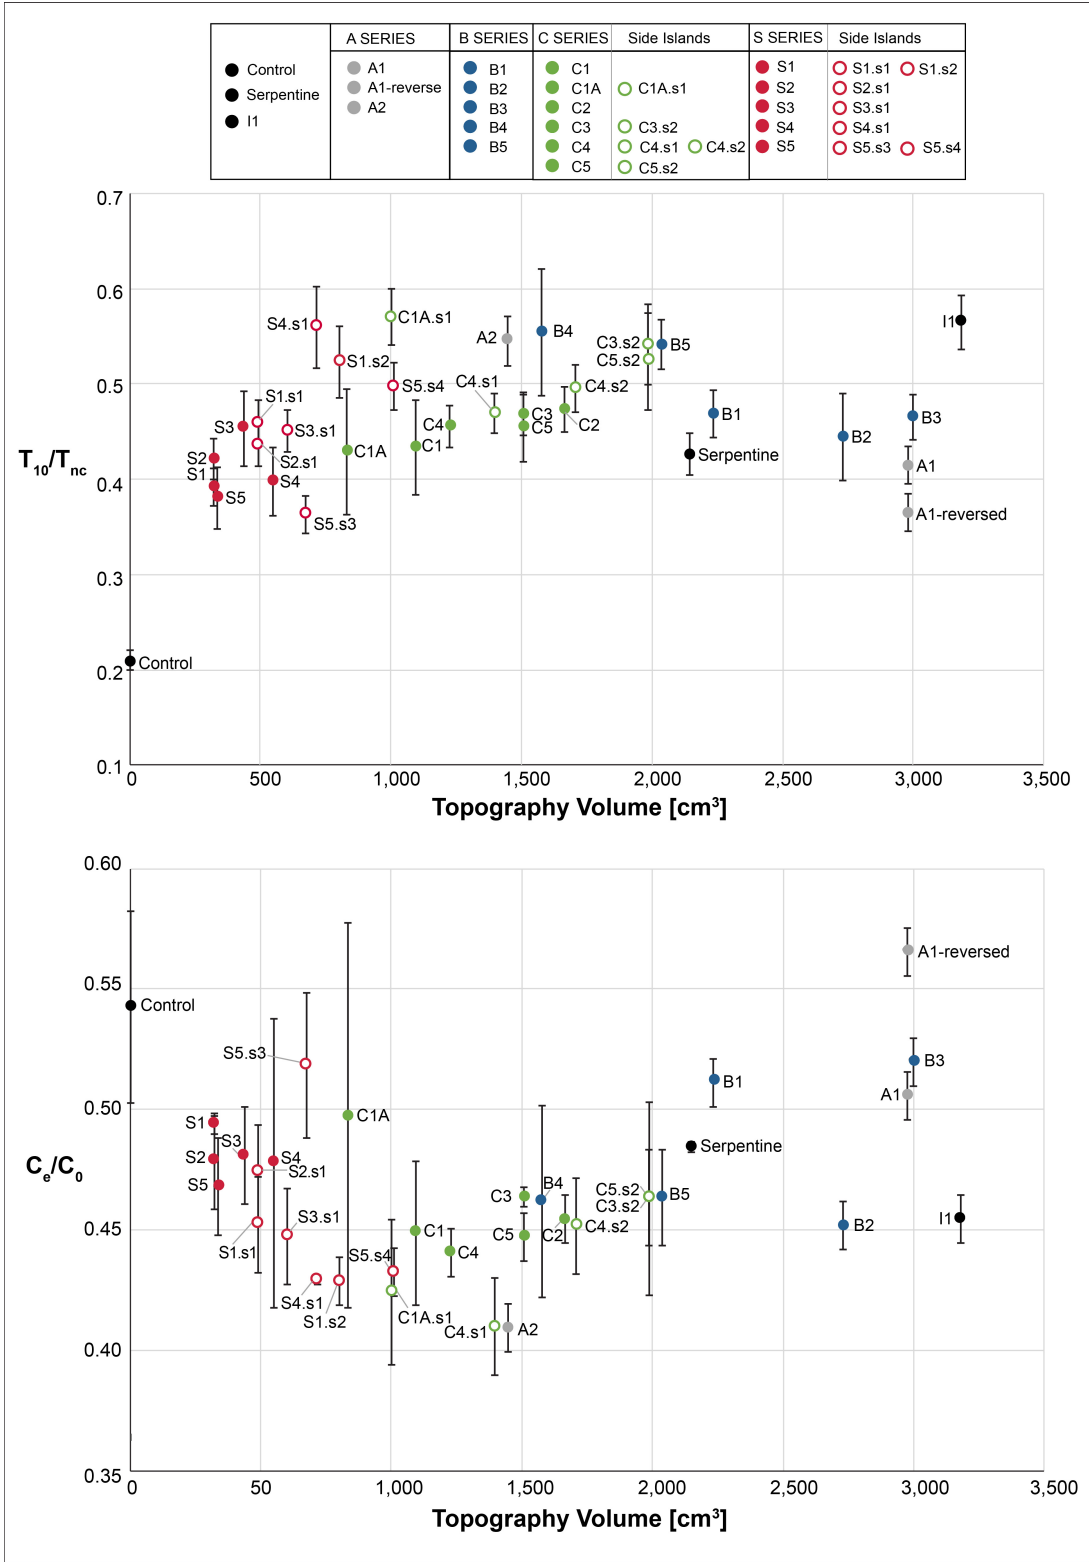 A SERIES B SERIES C SERIES Side Islands S SERIES Side Islands
Control A1 B1 C1 S1 S1.s1 S1.s2
Serpentine A1-reverse B2 C1A C1A.s1 S2 S2.s1
I1 A2 B3 C2 S3 S3.s1
B4 C3 C3.s2 S4 S4.s1
B5 C4 C4.s1 C4.s2 S5 S5.s3 S5.s4
C5 C5.s2
0.7
0.6
S4.s1 C1A.s1 I1
A2 B4 C3.s2 B5
S1.s2 C5.s2
0.5
S5.s4 C4.s1 C4.s2
S1.s1
S3 S3.s1 C4 C3 C2 B1 B3
C5
S2 S2.s1 C1A C1 Serpentine B2
T10/Tnc
S1 S4 A1
0.4
S5
S5.s3 A1-reversed
0.3
Control
0.2
0.1
0 500 1,000 1,500 2,000 2,500 3,000 3,500
Topography Volume [cm3]
0.60
A1-reversed
0.55
Control
S5.s3 B3
B1
A1
0.50
S1 C1A
S3 Serpentine
S2 S4
Ce/C0
S2.s1
S5 C3 B4 C5.s2 B5
C3.s2
S3.s1 C1 C2 C4.s2 B2 I1
0.45
S1.s1 C5
S5.s4 C4
S4.s1 C1A.s1
S1.s2 C4.s1 A2
0.40
0.35
0 50 1,000 1,500 2,000 2,500 3,000 3,500
Topography Volume [cm3]